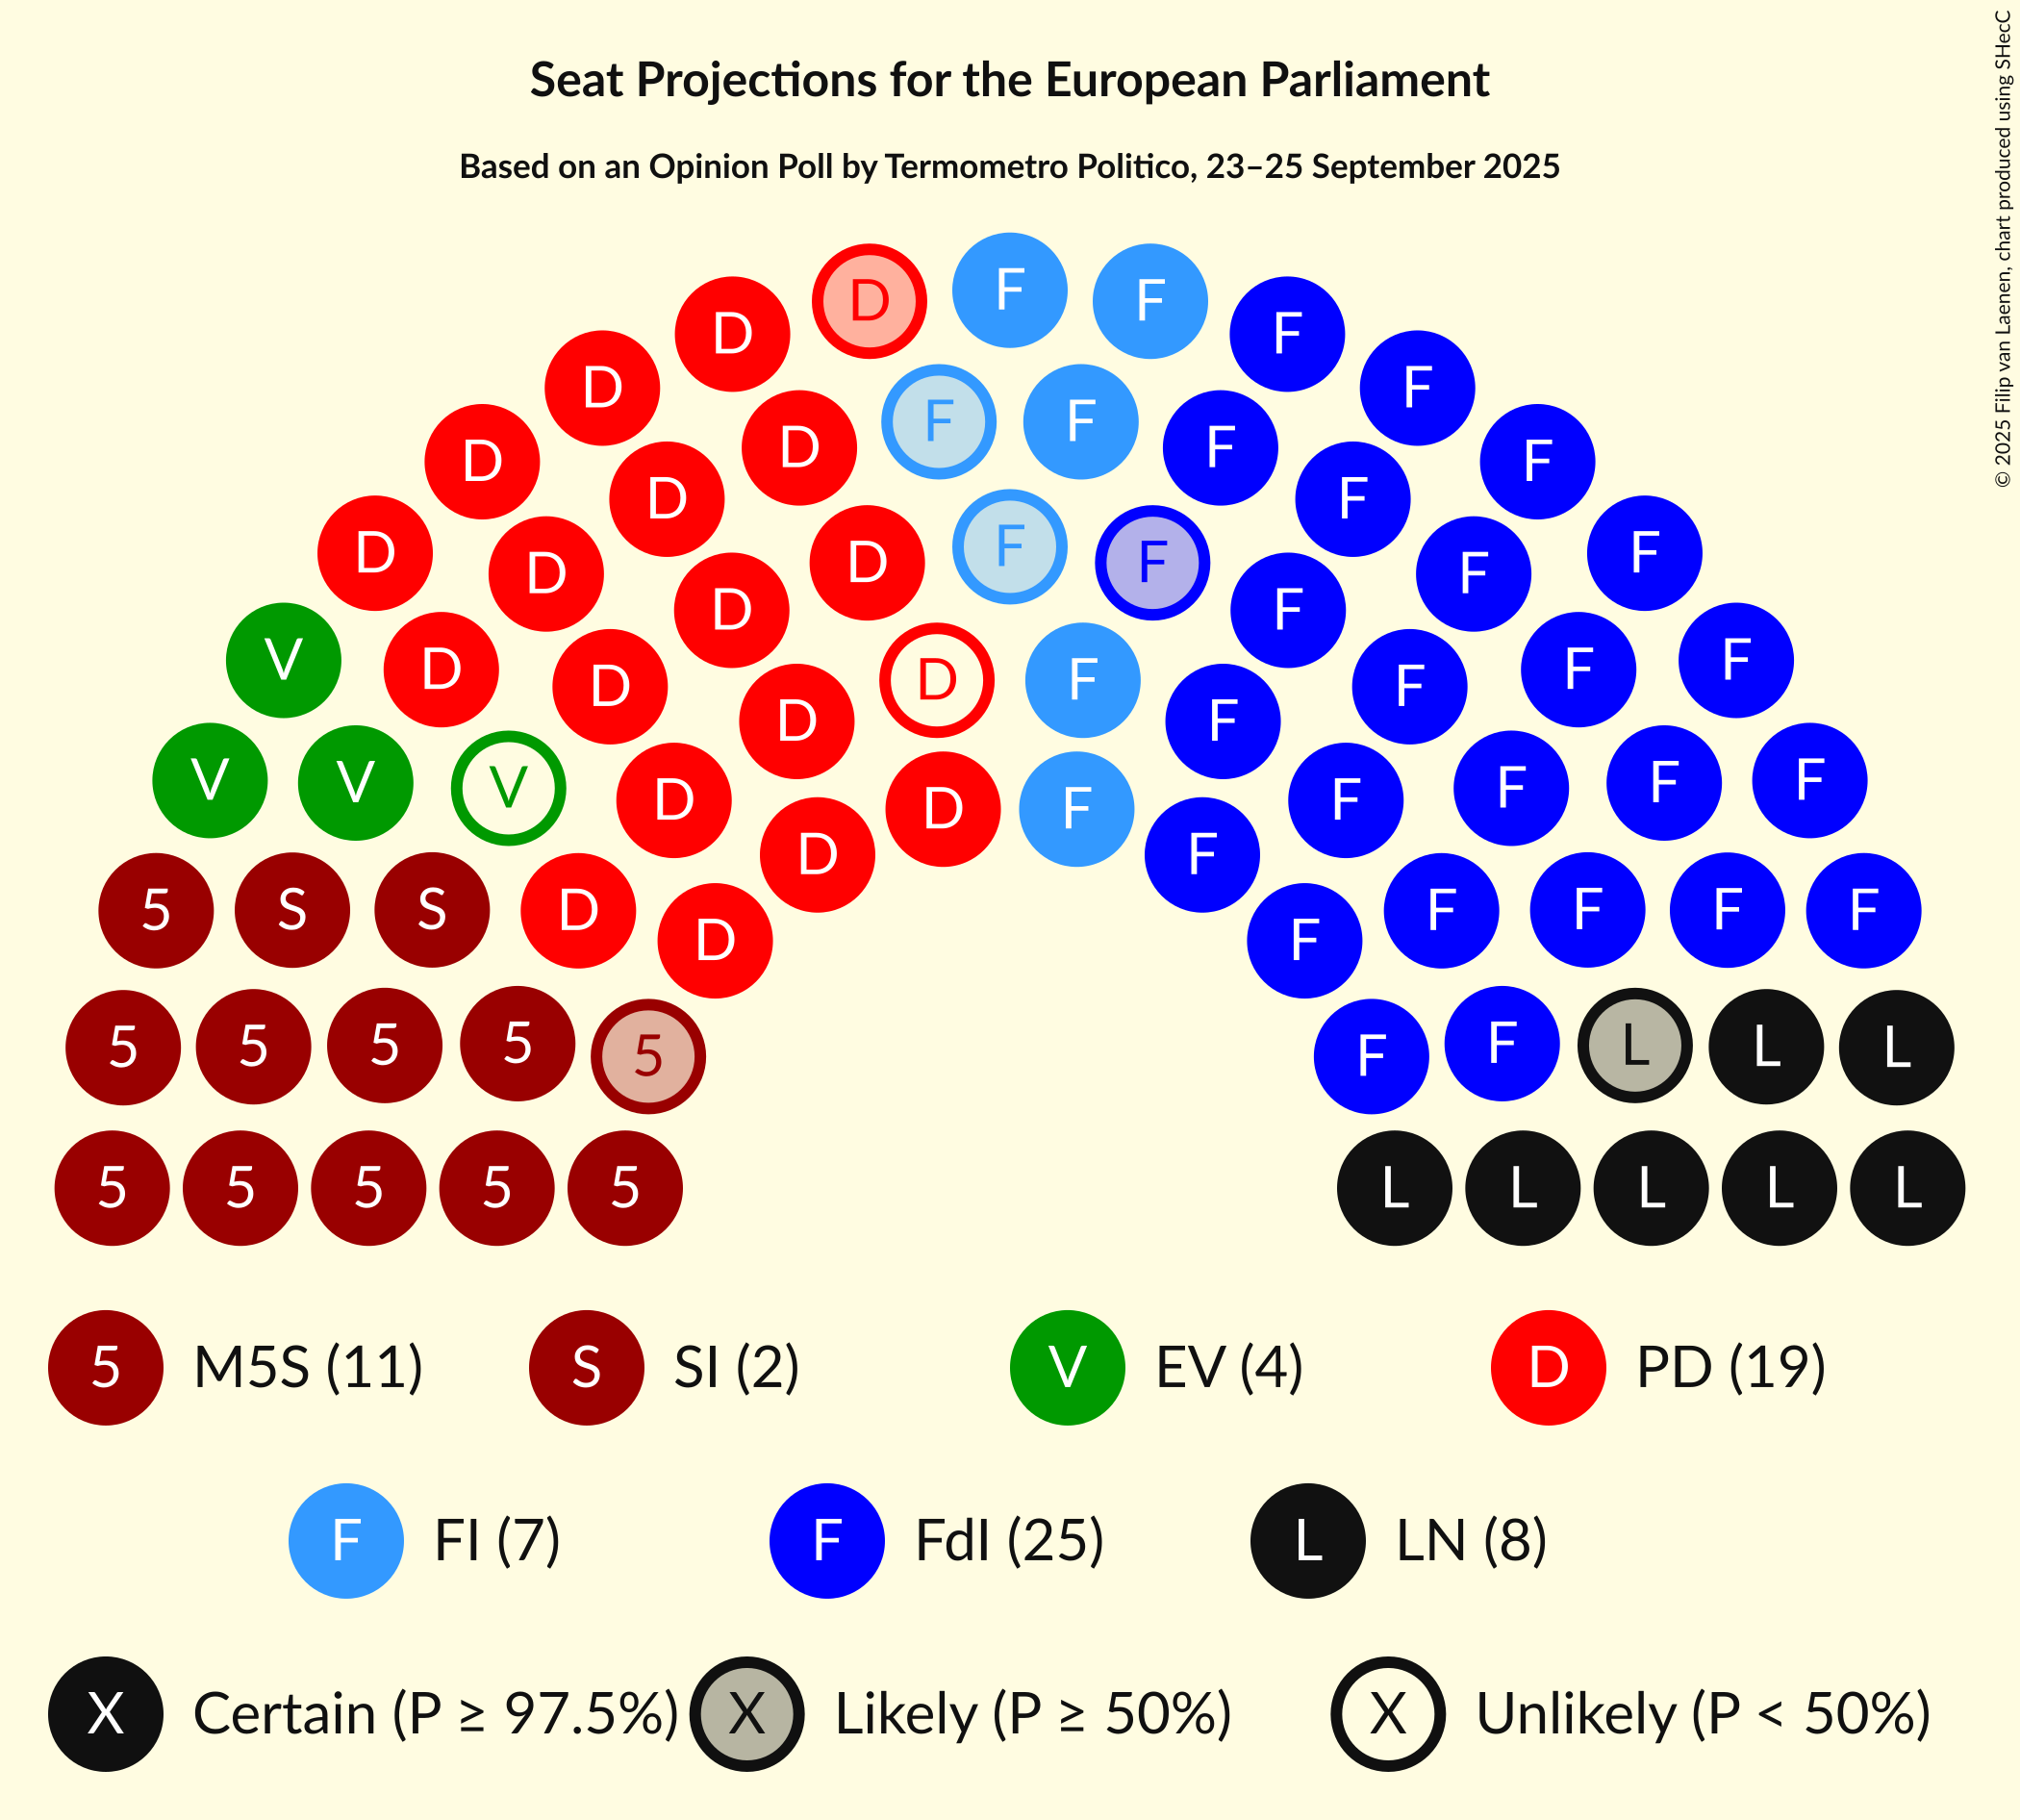 Seat Projections for the European Parliament
Based on an Opinion Poll by Termometro Politico, 23–25 September 2025
© 2025 Filip van Laenen, chart produced using SHecC
F
D F
D F
D F
F F
D F
D F
D F
F
D F
D F
D F
D F
D F
V F
D F
D F
D F
D F
V V F F
V F
D F
D F
D F
5 S S D F F F F
D F
5 5 5 5 F L L L
5 F
5 5 5 5 5 L L L L L
5 M5S (11) S SI (2) V EV (4) D PD (19)
F FI (7) F FdI (25) L LN (8)
X Certain (P ≥ 97.5%) X Likely (P ≥ 50%) X Unlikely (P < 50%)